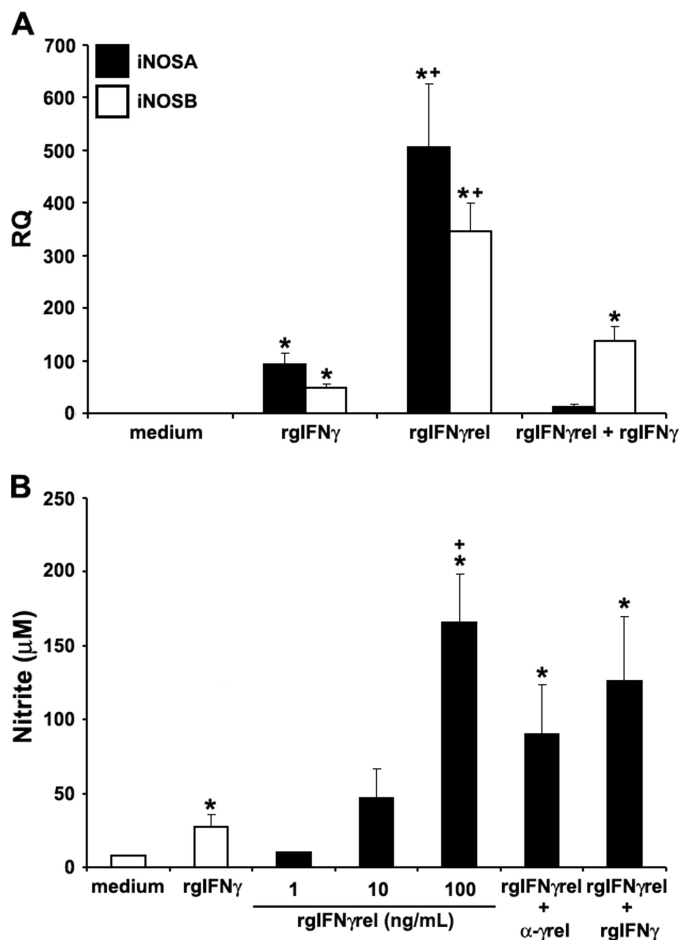 A
700
600
500
400
300
200
100
0
RQ
iNOSA
iNOSB
*+
*+
*
*
*
medium rgIFNγ rgIFNγrel rgIFNγrel + rgIFNγ
B
250
200
150
100
50
0
Nitrite (μM)
+
*
*
*
*
medium rgIFNγ 1 10 100 rgIFNγrel rgIFNγrel
+ +
rgIFNγrel (ng/mL) α-γrel rgIFNγ